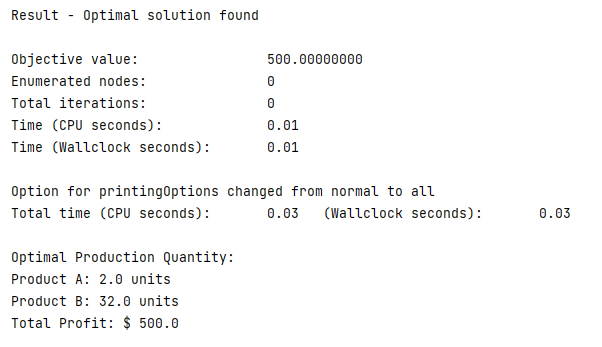 Result - Optimal solution found
Objective value:                500.00000000
Enumerated nodes:               0
Total iterations:               0
Time (CPU seconds):             0.01
Time (Wallclock seconds):       0.01
Option for printingOptions changed from normal to all
Total time (CPU seconds):       0.03   (Wallclock seconds):       0.03
Optimal Production Quantity:
Product A: 2.0 units
Product B: 32.0 units
Total Profit: $ 500.0